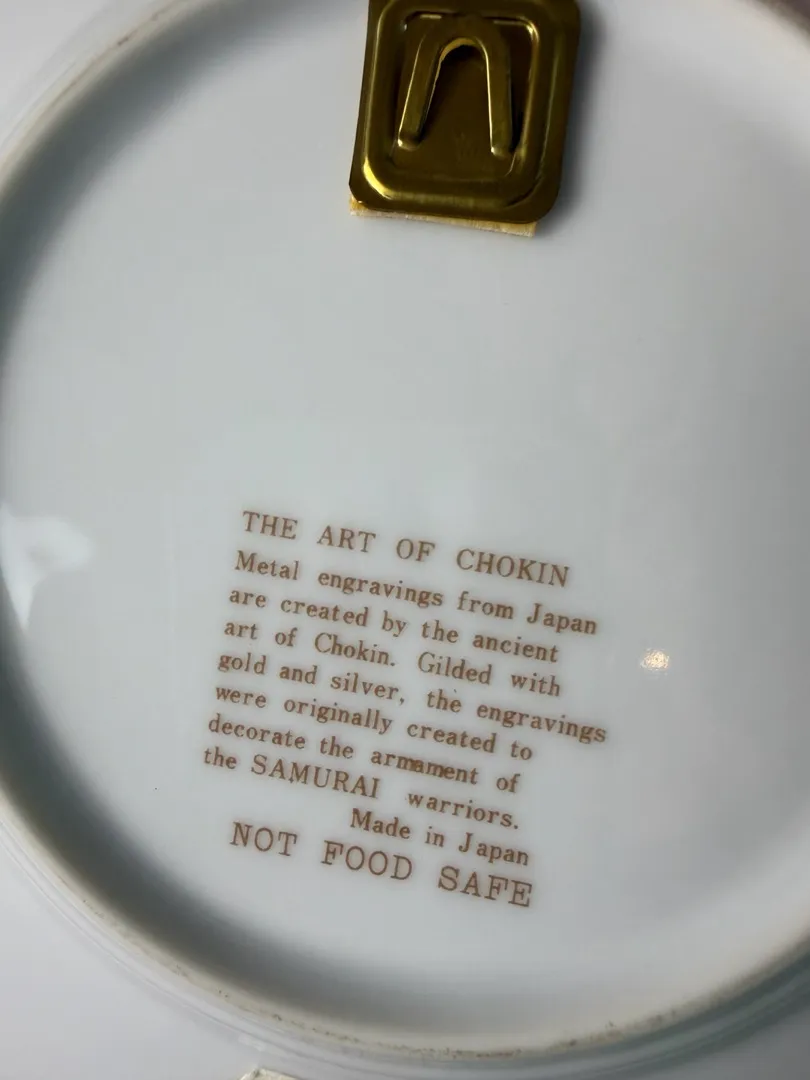 THE ART OF CHOKIN
Metal engravings from Japan
are created by the ancient
art of Chokin. Gilded with
gold and silver, the engravings
were originally created to
decorate the armament of
the SAMURAI warriors.
Made in Japan
NOT FOOD SAFE